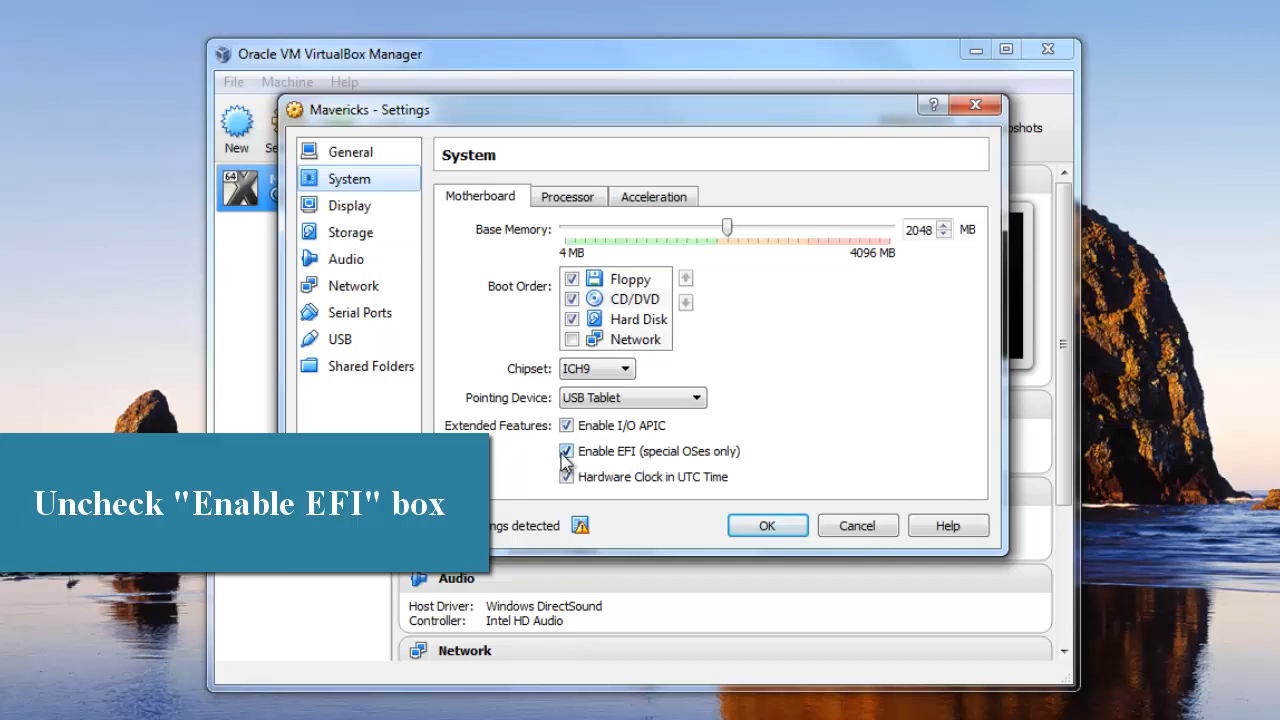 Oracle VM VirtualBox Manager
File Machine Help
Mavericks - Settings
?
New
Se
pshots
64
General
System
Display
Storage
Audio
Network
Serial Ports
USB
Shared Folders
System
Motherboard Processor Acceleration
Base Memory: 2048 MB
4 MB 4096 MB
Boot Order: Floppy
CD/DVD
Hard Disk
Network
Chipset: ICH9
Pointing Device: USB Tablet
Extended Features: Enable I/O APIC
Enable EFI (special OSes only)
Hardware Clock in UTC Time
Uncheck "Enable EFI" box
ngs detected
OK Cancel Help
Audio
Host Driver: Windows DirectSound
Controller: Intel HD Audio
Network